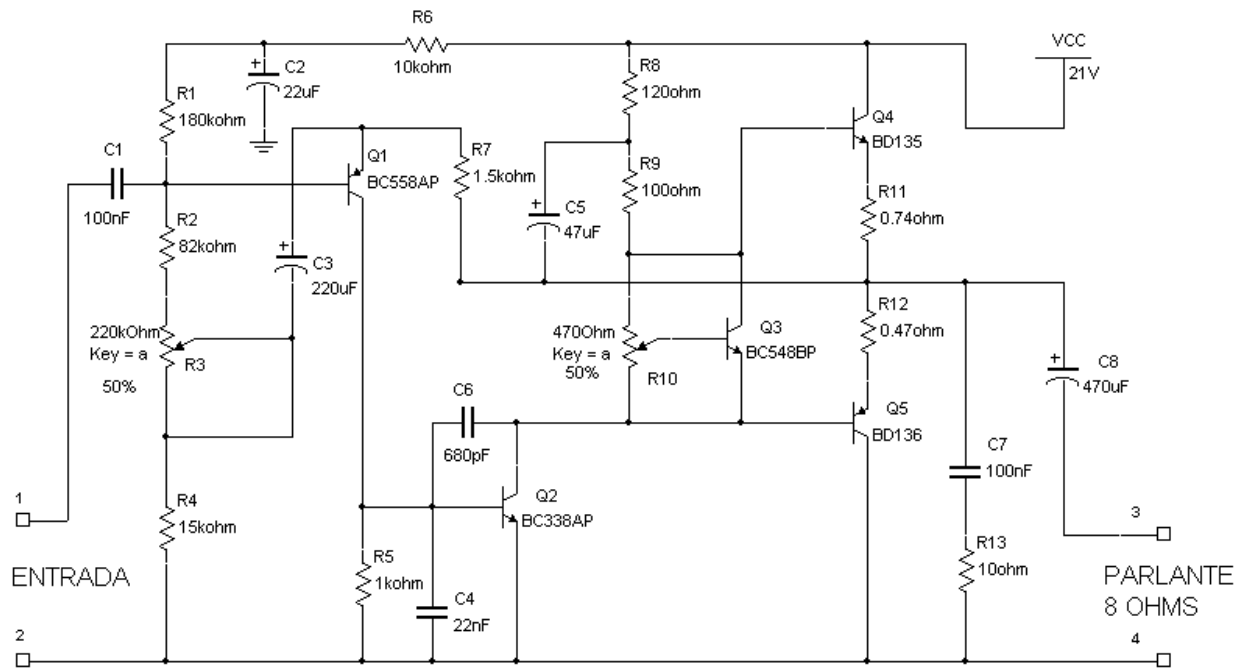 R6
10kohm
C2
22uF
R1
180kohm
C1
100nF
Q1
BC558AP
R7
1.5kohm
R8
120ohm
R9
100ohm
C5
47uF
Q4
BD135
VCC
21V
R11
0.74ohm
R2
82kohm
C3
220uF
220kOhm
Key = a
R3
50%
470Ohm
Key = a
50%
R10
Q3
BC548BP
R12
0.47ohm
C8
470uF
C6
680pF
Q5
BD136
C7
100nF
Q2
BC338AP
R4
15kohm
R5
1kohm
C4
22nF
R13
10ohm
1
ENTRADA
2
3
PARLANTE
8 OHMS
4
+
+
+
+